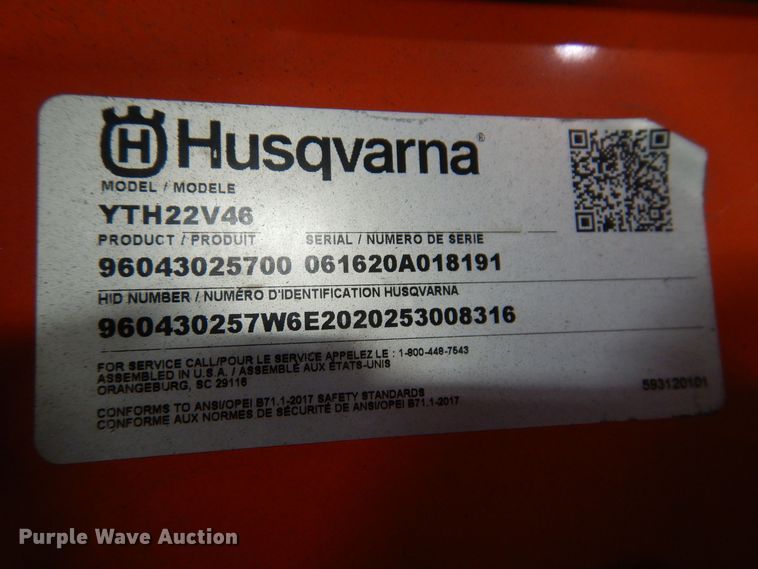 Husqvarna®
MODEL / MODELE
YTH22V46
PRODUCT / PRODUIT SERIAL / NUMERO DE SERIE
96043025700 061620A018191
HID NUMBER / NUMÉRO D'IDENTIFICATION HUSQVARNA
960430257W6E2020253008316
FOR SERVICE CALL/POUR LE SERVICE APPELEZ LE : 1-800-448-7543
ASSEMBLED IN U.S.A. / ASSEMBLÉ AUX ÉTATS-UNIS
ORANGEBURG, SC 29115
593120101
CONFORMS TO ANSI/OPEI B71.1-2017 SAFETY STANDARDS
CONFORME AUX NORMES DE SÉCURITÉ DE ANSI/OPEI B71.1-2017
Purple Wave Auction